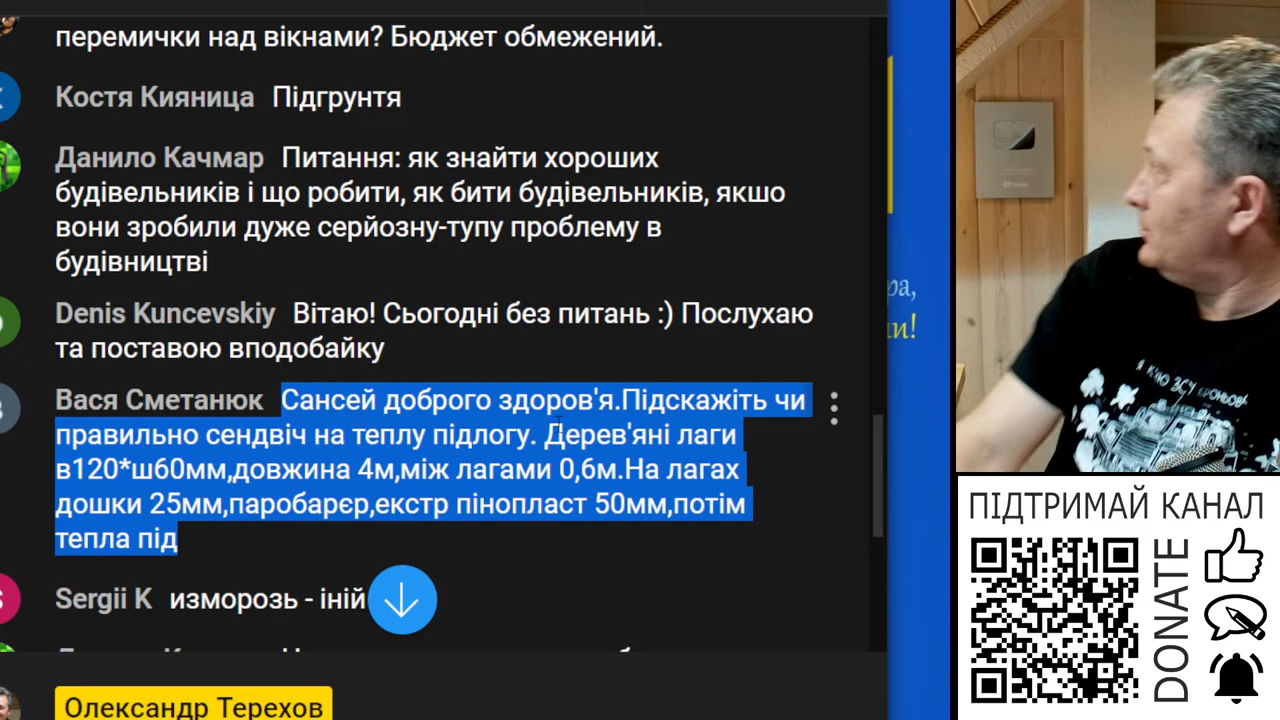 перемички над вікнами? Бюджет обмежений.
Костя Кияница Підгрунтя
Данило Качмар Питання: як знайти хороших
будівельників і що робити, як бити будівельників, якшо
вони зробили дуже серйозну-тупу проблему в
будівництві
Denis Kuncevskiy Вітаю! Сьогодні без питань :) Послухаю
та поставою вподобайку
Вася Сметанюк Сансей доброго здоров'я.Підскажіть чи
правильно сендвіч на теплу підлогу. Дерев'яні лаги
в120*ш60мм,довжина 4м,між лагами 0,6м.На лагах
дошки 25мм,паробарєр,екстр пінопласт 50мм,потім
тепла під
Sergii K изморозь - іній
Олександр Терехов
ра,
и!
Я К'Ю ЗСУ
ПІДТРИМАЙ КАНАЛ
DONATE